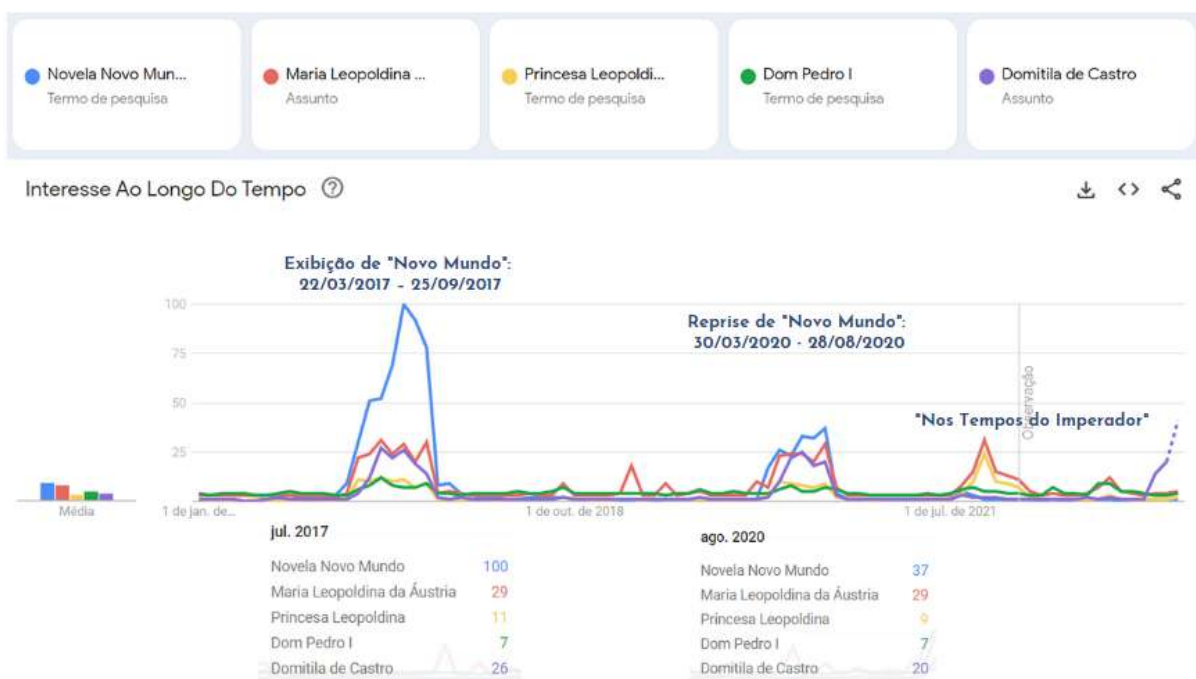 Novela Novo Mun...
Termo de pesquisa
Maria Leopoldina ...
Assunto
Princesa Leopoldi...
Termo de pesquisa
Dom Pedro I
Termo de pesquisa
Domitila de Castro
Assunto
Interesse Ao Longo Do Tempo
Exibição de "Novo Mundo":
22/03/2017 – 25/09/2017
Reprise de "Novo Mundo":
30/03/2020 - 28/08/2020
"Nos Tempos do Imperador"
Observação
100
75
50
25
Média
1 de jan. de...
1 de out. de 2018
1 de jul. de 2021
jul. 2017
Novela Novo Mundo 100
Maria Leopoldina da Áustria 29
Princesa Leopoldina 11
Dom Pedro I 7
Domitila de Castro 26
ago. 2020
Novela Novo Mundo 37
Maria Leopoldina da Áustria 29
Princesa Leopoldina 9
Dom Pedro I 7
Domitila de Castro 20